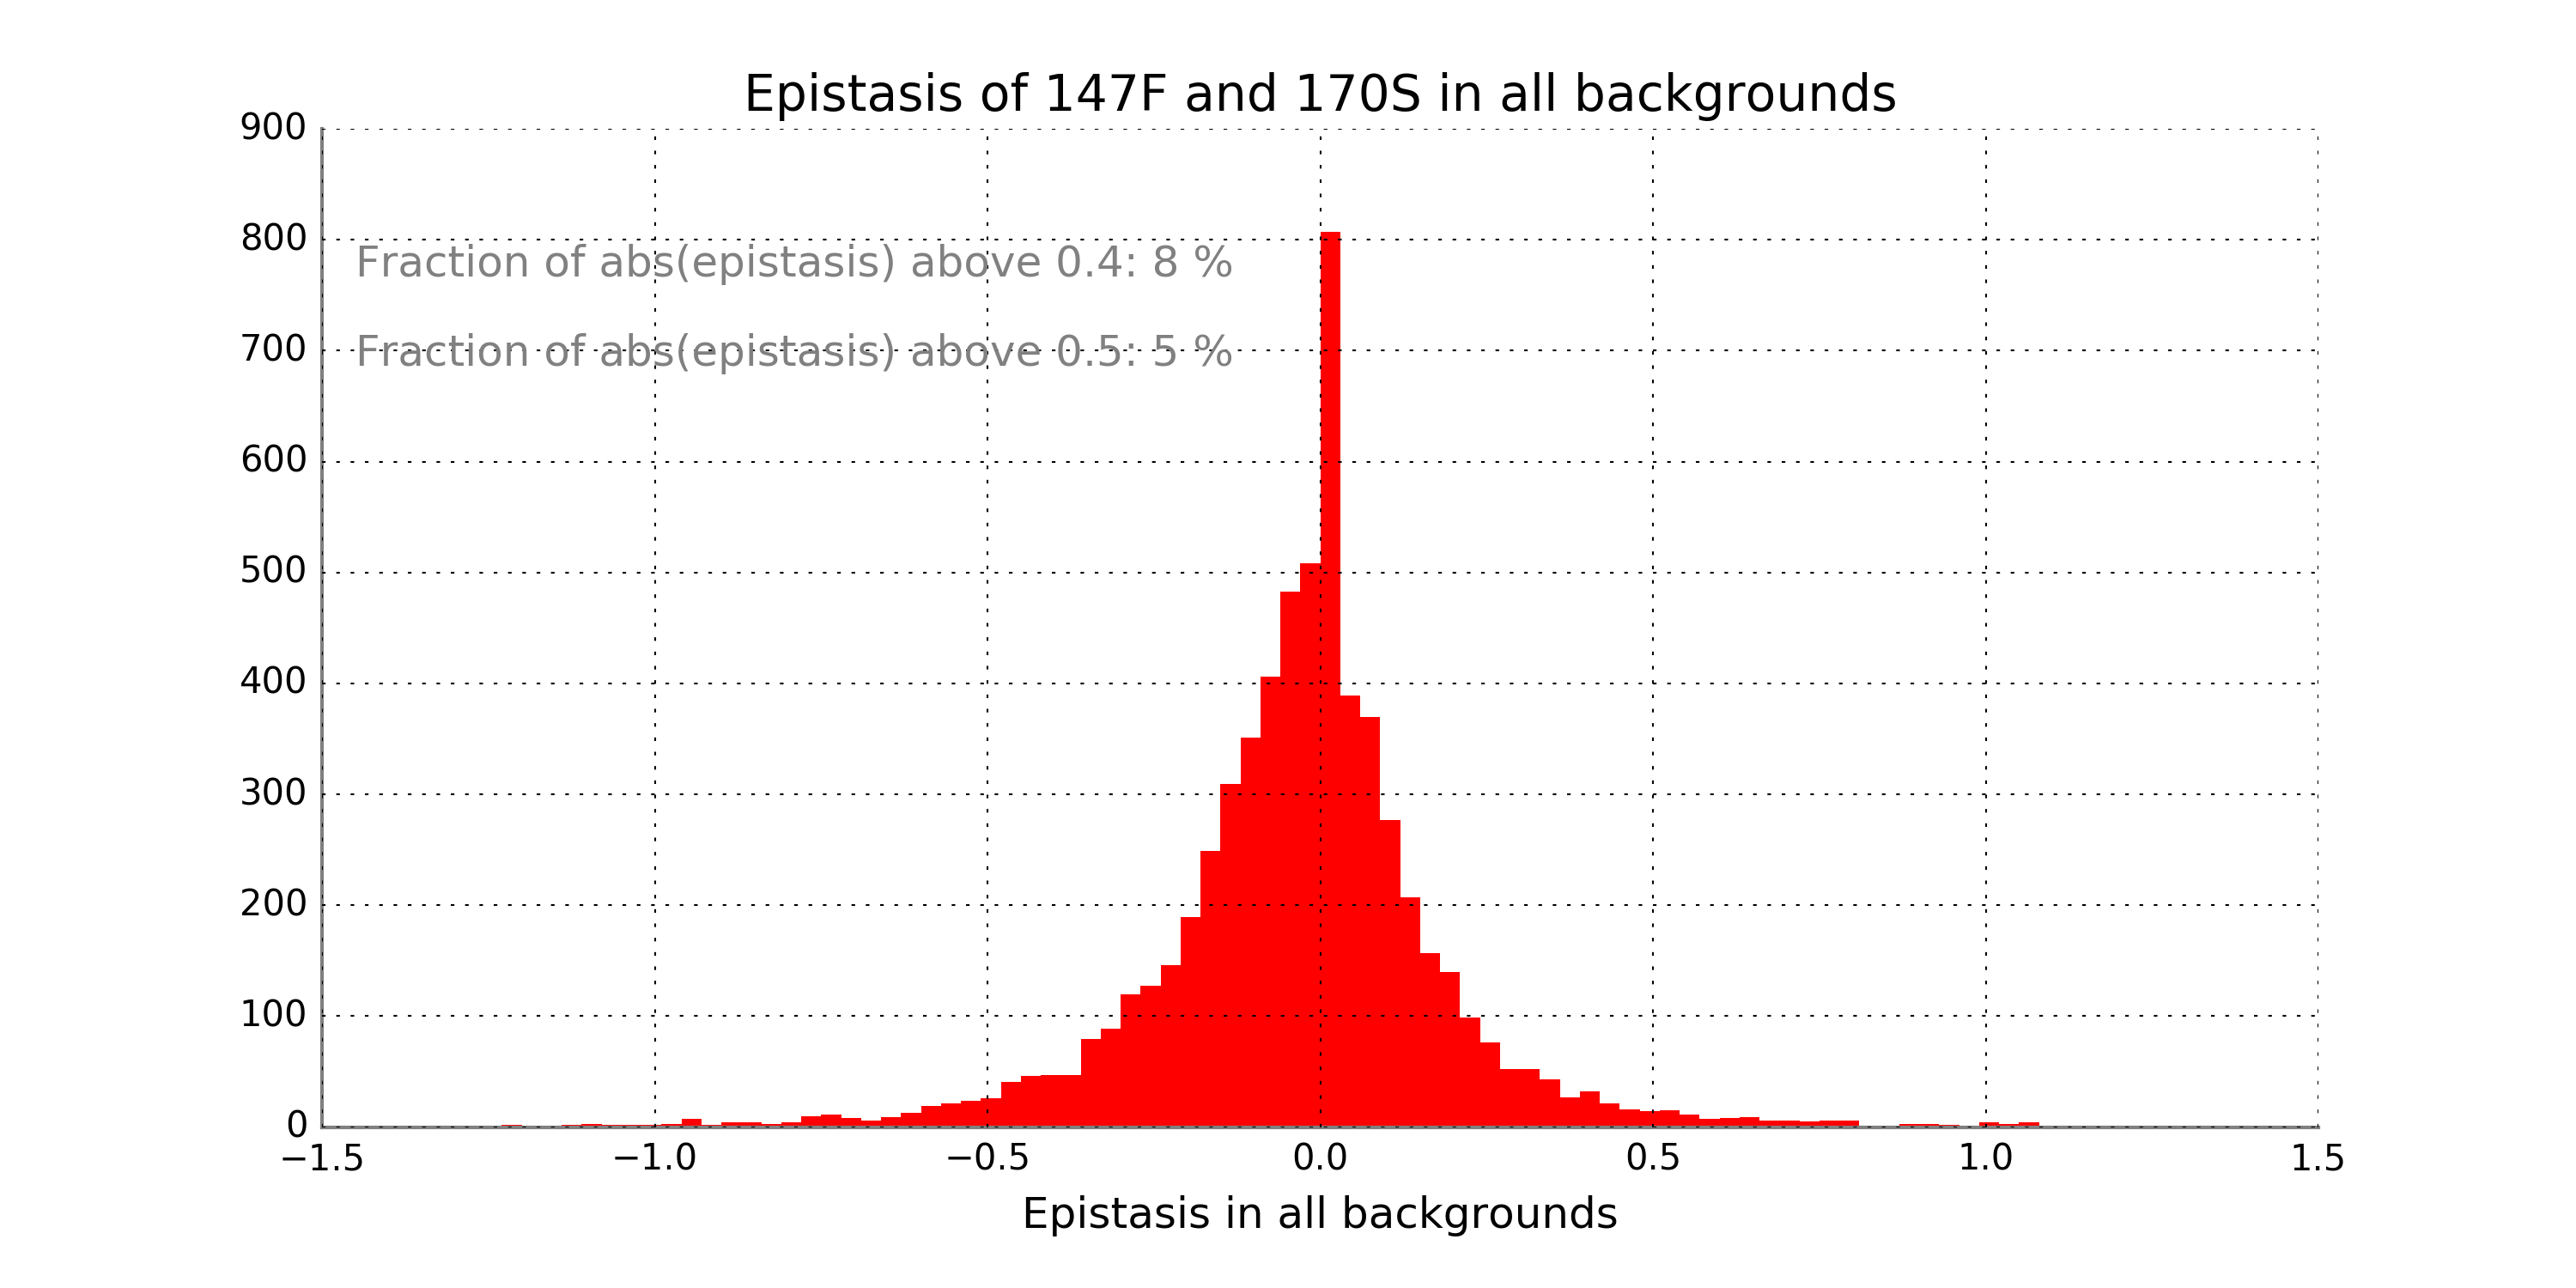 Epistasis of 147F and 170S in all backgrounds
900
800
Fraction of abs(epistasis) above 0.4: 8 %
700
Fraction of abs(epistasis) above 0.5: 5 %
600
500
400
300
200
100
0
−1.5 −1.0 −0.5 0.0 0.5 1.0 1.5
Epistasis in all backgrounds